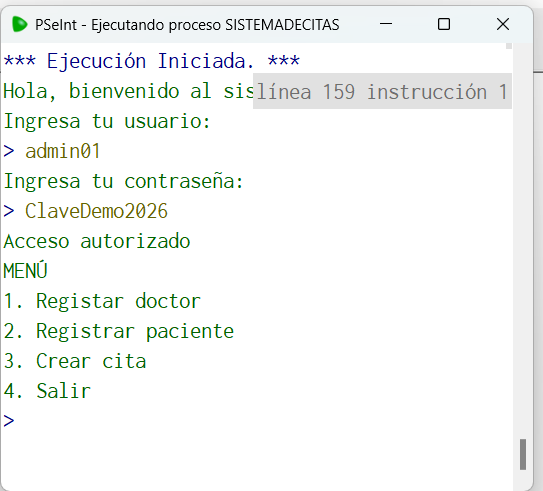 PSeInt - Ejecutando proceso SISTEMADECITAS
*** Ejecución Iniciada. ***
Hola, bienvenido al sis
línea 159 instrucción 1
Ingresa tu usuario:
> admin01
Ingresa tu contraseña:
> ClaveDemo2026
Acceso autorizado
MENÚ
1. Registar doctor
2. Registrar paciente
3. Crear cita
4. Salir
>